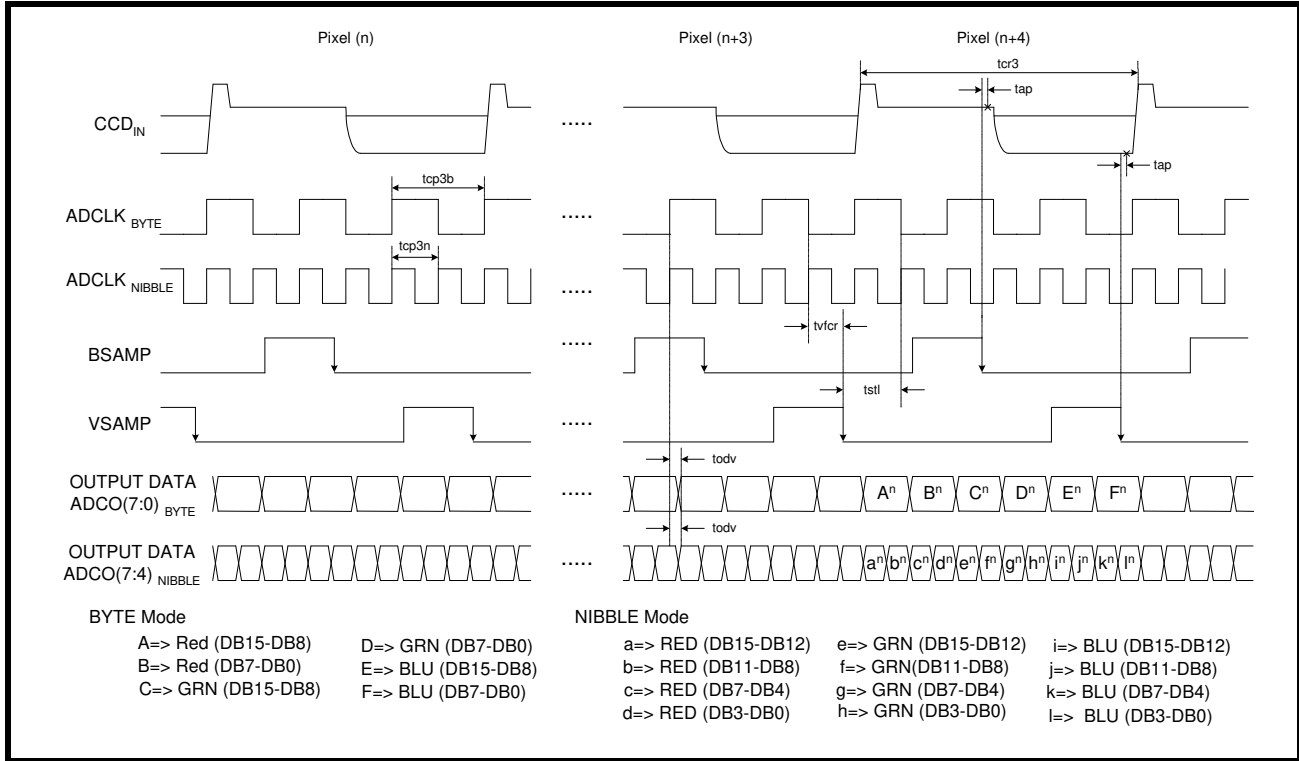 Pixel (n) Pixel (n+3) Pixel (n+4)
tcr3
tap
CCD IN
.....
tap
tcp3b
ADCLK BYTE
.....
tcp3n
ADCLK NIBBLE
.....
tvfcr
BSAMP
.....
tstl
VSAMP
.....
todv
OUTPUT DATA
ADCO(7:0) BYTE
.....
Aⁿ Bⁿ Cⁿ Dⁿ Eⁿ Fⁿ
todv
OUTPUT DATA
ADCO(7:4) NIBBLE
.....
aⁿ bⁿ cⁿ dⁿ eⁿ fⁿ gⁿ hⁿ iⁿ jⁿ kⁿ lⁿ
BYTE Mode
A=> Red (DB15-DB8)
B=> Red (DB7-DB0)
C=> GRN (DB15-DB8)
D=> GRN (DB7-DB0)
E=> BLU (DB15-DB8)
F=> BLU (DB7-DB0)
NIBBLE Mode
a=> RED (DB15-DB12)
b=> RED (DB11-DB8)
c=> RED (DB7-DB4)
d=> RED (DB3-DB0)
e=> GRN (DB15-DB12)
f=> GRN(DB11-DB8)
g=> GRN (DB7-DB4)
h=> GRN (DB3-DB0)
i=> BLU (DB15-DB12)
j=> BLU (DB11-DB8)
k=> BLU (DB7-DB4)
l=> BLU (DB3-DB0)